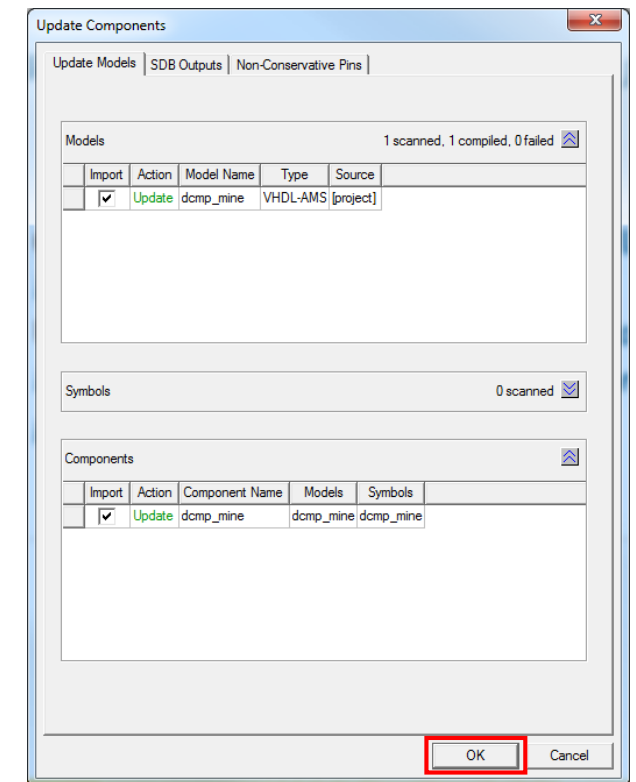 Update Components
Update Models SDB Outputs Non-Conservative Pins
Models 1 scanned, 1 compiled, 0 failed
Import Action Model Name Type Source
Update dcmp_mine VHDL-AMS [project]
Symbols 0 scanned
Components
Import Action Component Name Models Symbols
Update dcmp_mine dcmp_mine dcmp_mine
OK Cancel